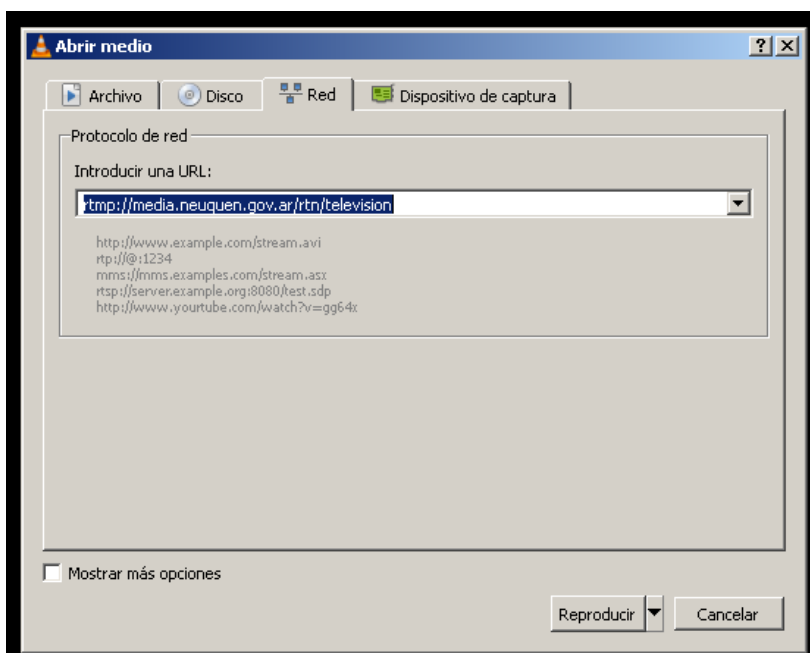 Abrir medio
Archivo Disco Red Dispositivo de captura
Protocolo de red
Introducir una URL:
rtmp://media.neuquen.gov.ar/rtn/television
http://www.example.com/stream.avi
rtp://@:1234
mms://mms.examples.com/stream.asx
rtsp://server.example.org:8080/test.sdp
http://www.yourtube.com/watch?v=gg64x
Mostrar más opciones
Reproducir Cancelar